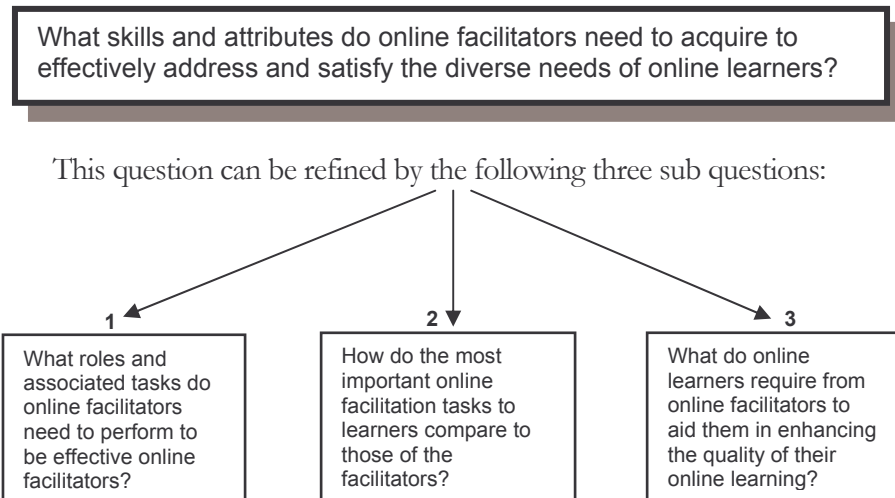 What skills and attributes do online facilitators need to acquire to
effectively address and satisfy the diverse needs of online learners?
This question can be refined by the following three sub questions:
1
What roles and
associated tasks do
online facilitators
need to perform to
be effective online
facilitators?
2
How do the most
important online
facilitation tasks to
learners compare to
those of the
facilitators?
3
What do online
learners require from
online facilitators to
aid them in enhancing
the quality of their
online learning?